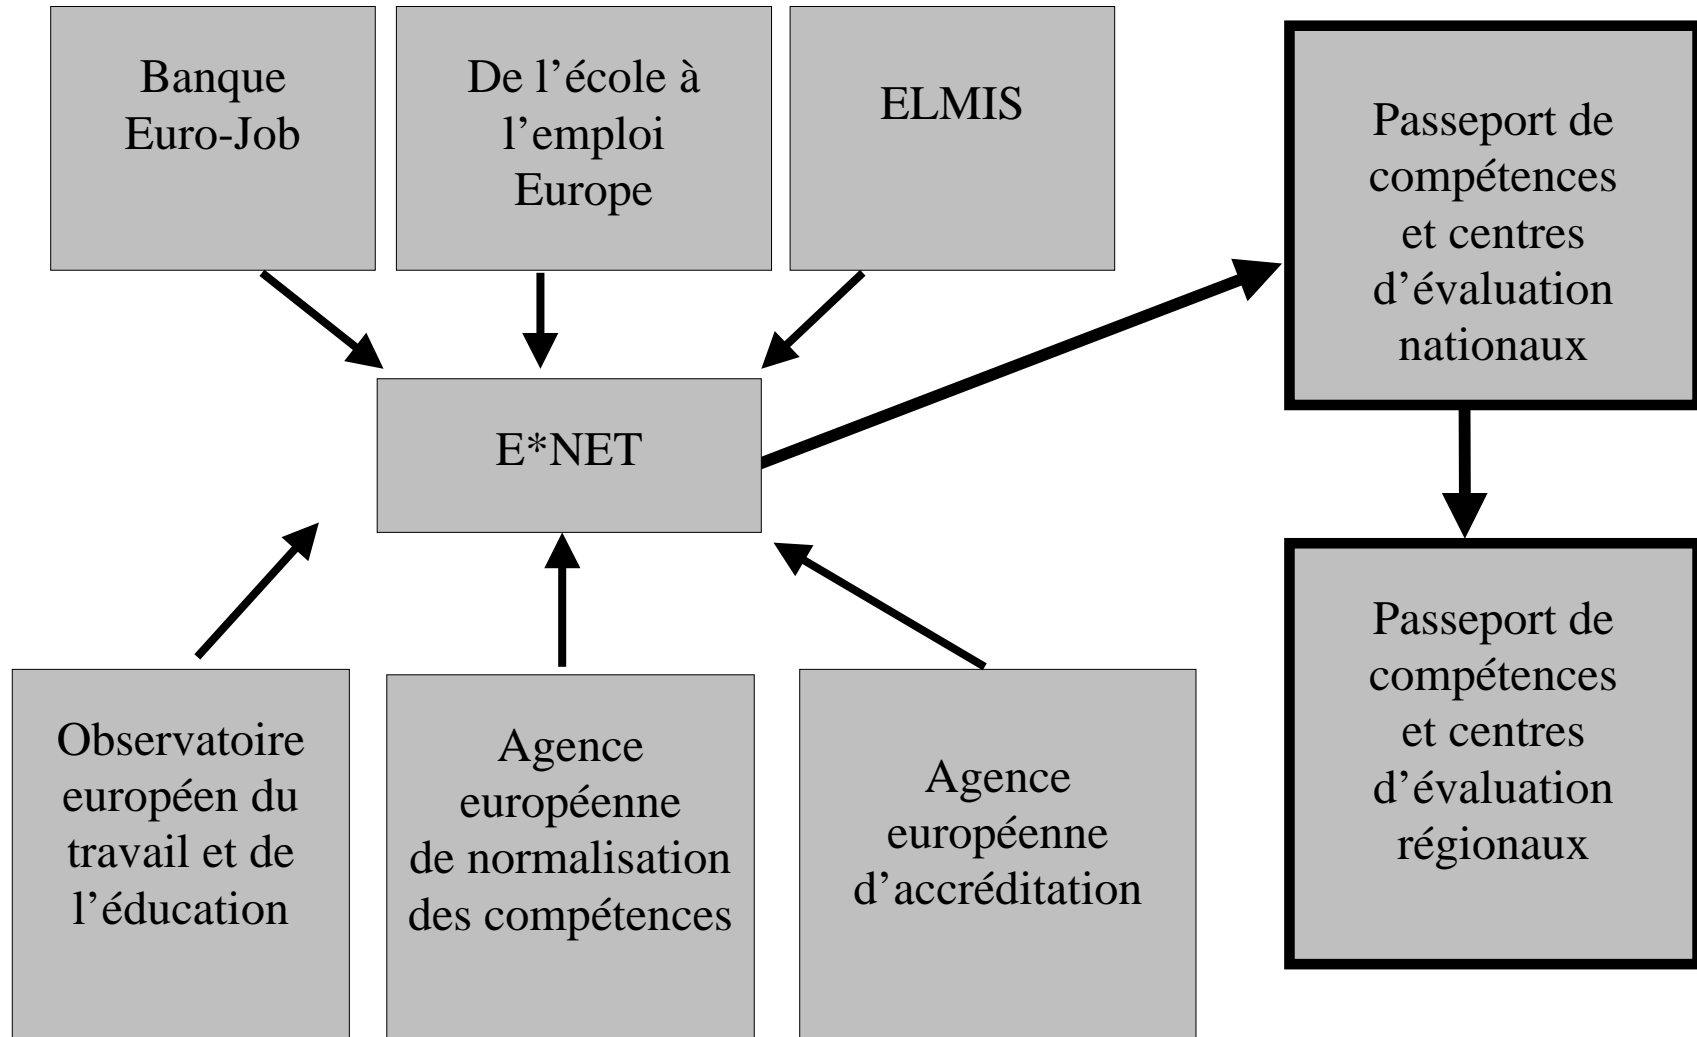 Banque
Euro-Job
De l’école à
l’emploi
Europe
ELMIS
Passeport de
compétences
et centres
d’évaluation
nationaux
E*NET
Observatoire
européen du
travail et de
l’éducation
Agence
européenne
de normalisation
des compétences
Agence
européenne
d’accréditation
Passeport de
compétences
et centres
d’évaluation
régionaux